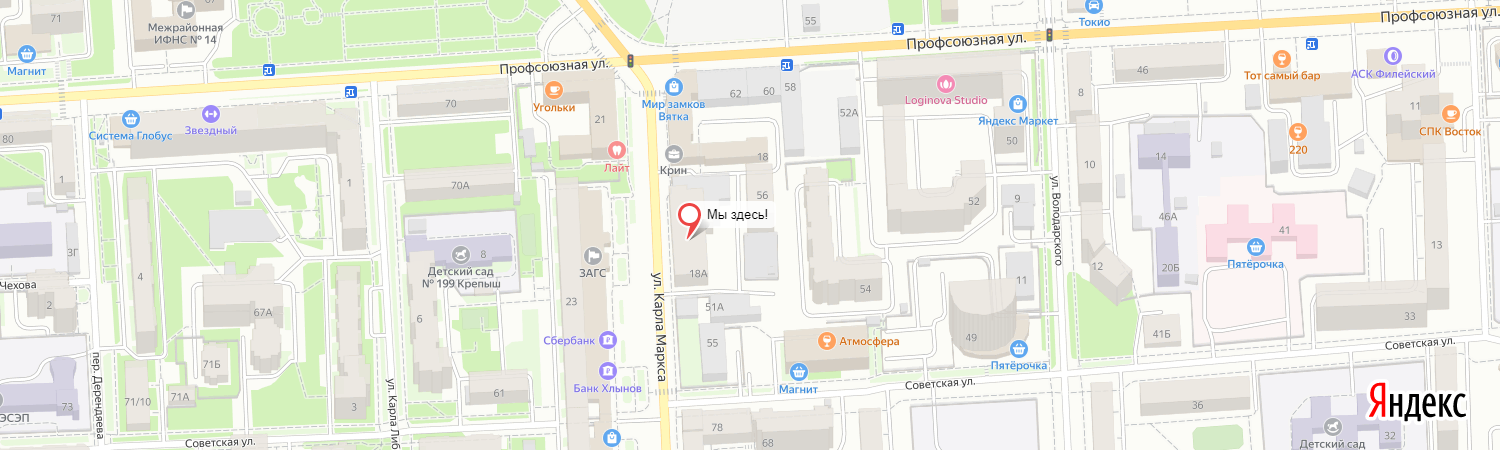 Межрайонная
ИФНС № 14
71
Магнит
Профсоюзная ул.
55
Профсоюзная ул.
Токио
Профсоюзная ул.
46
8
Тот самый бар
АСК Филейский
70
Угольки
21
Мир замков
Вятка
62
60
58
52А
Loginova Studio
Яндекс Маркет
50
11
СПК Восток
220
80
Система Глобус
Звездный
Лайт
Крин
18
10
14
1
1
70А
56
52
9
ул. Володарского
46А
41
Пятёрочка
13
Мы здесь!
3Г
4
Чехова
Детский сад
№ 199 Крепыш
8
ЗАГС
18А
ул. Карла Маркса
54
11
12
20Б
67А
6
23
51А
55
Сбербанк
Атмосфера
49
Пятёрочка
41Б
33
Советская ул.
71Б
Банк Хлынов
Магнит
Советская ул.
ЭСЭП
73
пер. Дерендяева
71/10
71А
3
ул. Карла Либ
61
Советская ул.
78
68
36
Детский сад
32
Яндекс